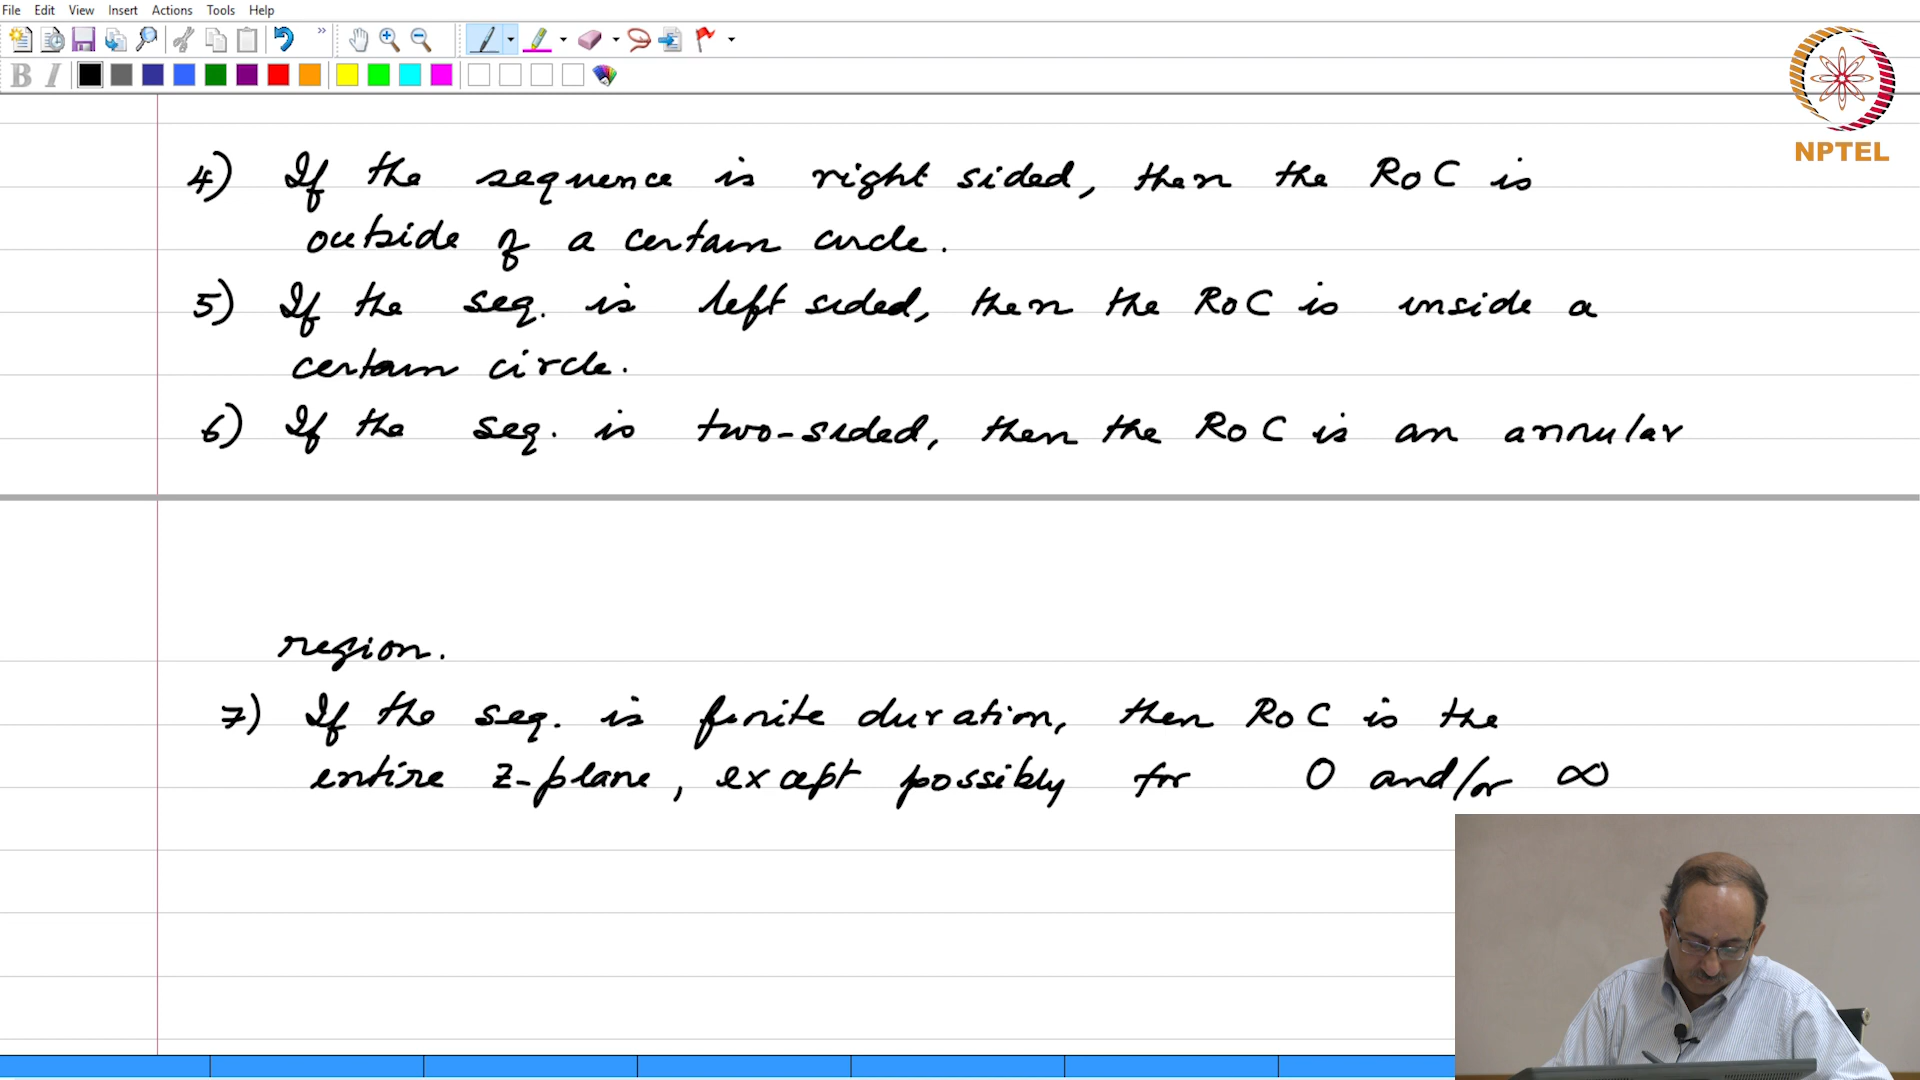 File Edit View Insert Actions Tools Help
B I
NPTEL
4) If the sequence is right sided, then the RoC is
outside of a certain circle.
5) If the seq. is left sided, then the RoC is inside a
certain circle.
6) If the seq. is two-sided, then the RoC is an annular
region.
7) If the seq. is finite duration, then RoC is the
entire z-plane, except possibly for 0 and/or ∞